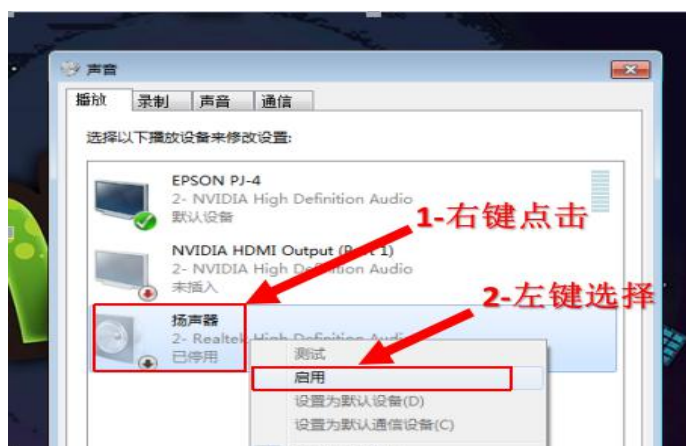 声音
播放 录制 声音 通信
选择以下播放设备来修改设置:
EPSON PJ-4
2- NVIDIA High Definition Audio
默认设备
1-右键点击
NVIDIA HDMI Output (Port 1)
2- NVIDIA High Definition Audio
未插入
2-左键选择
扬声器
2- Realtek High Definition Audio
已停用
测试
启用
设置为默认设备(D)
设置为默认通信设备(C)